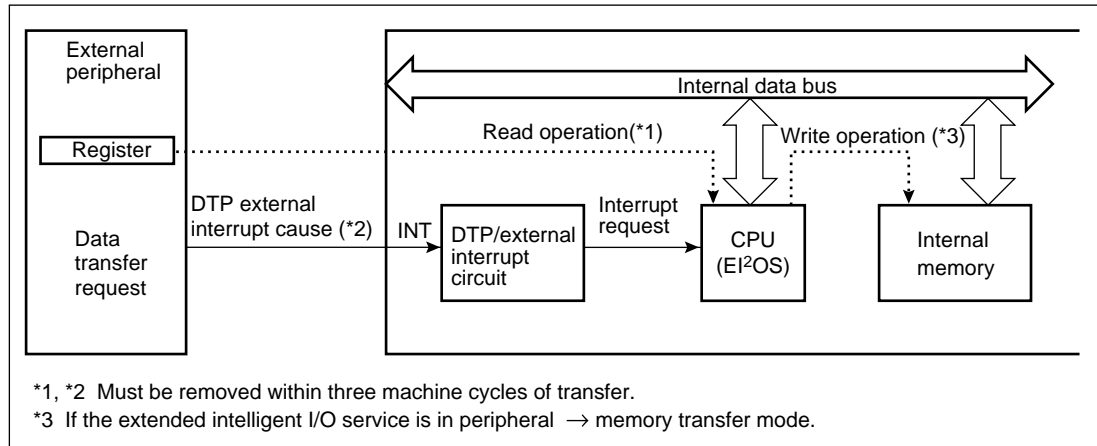 External
peripheral
Internal data bus
Read operation(*1)
Write operation (*3)
Register
DTP external
interrupt cause (*2)
INT
Interrupt
request
Data
transfer
request
DTP/external
interrupt
circuit
CPU
(EI²OS)
Internal
memory
*1, *2 Must be removed within three machine cycles of transfer.
*3 If the extended intelligent I/O service is in peripheral → memory transfer mode.